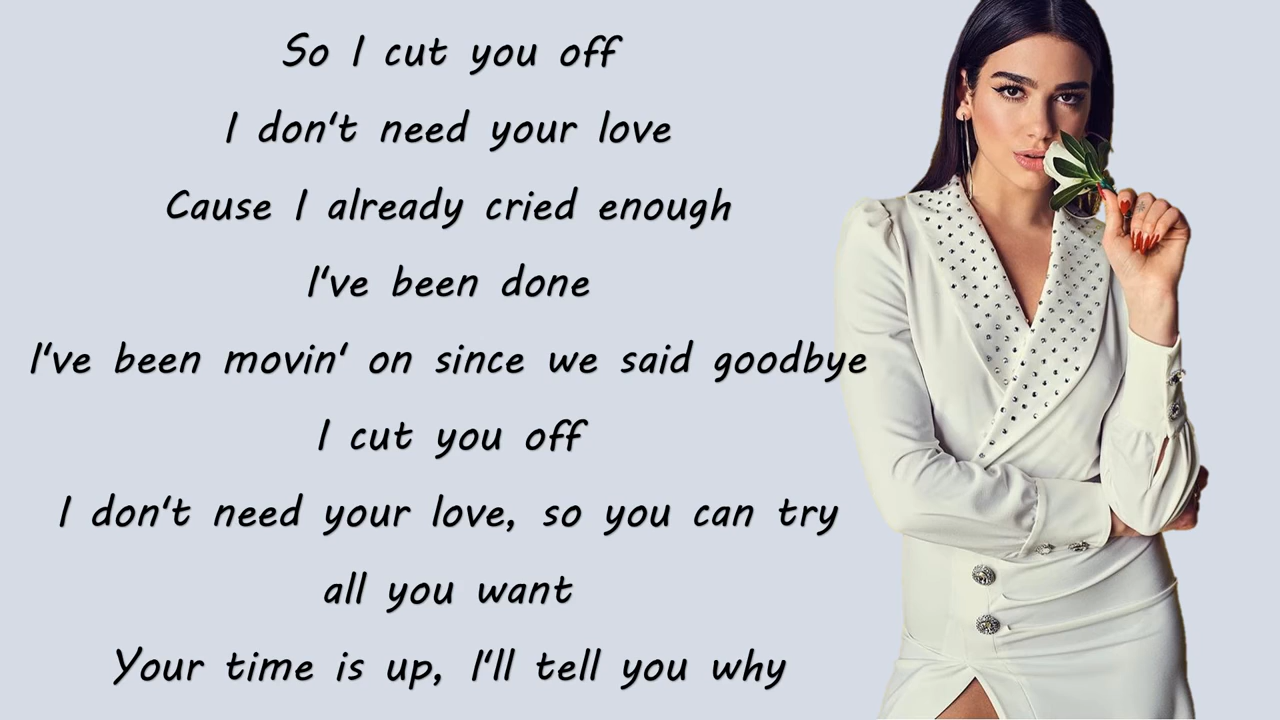 So I cut you off
I don't need your love
Cause I already cried enough
I've been done
I've been movin' on since we said goodbye
I cut you off
I don't need your love, so you can try
all you want
Your time is up, I'll tell you why